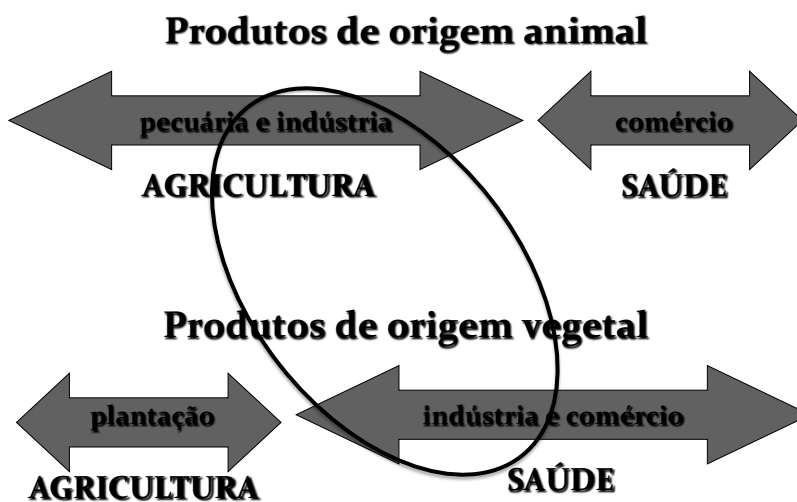 Produtos de origem animal
pecuária e indústria
comércio
AGRICULTURA
SAÚDE
Produtos de origem vegetal
plantação
indústria e comércio
AGRICULTURA
SAÚDE